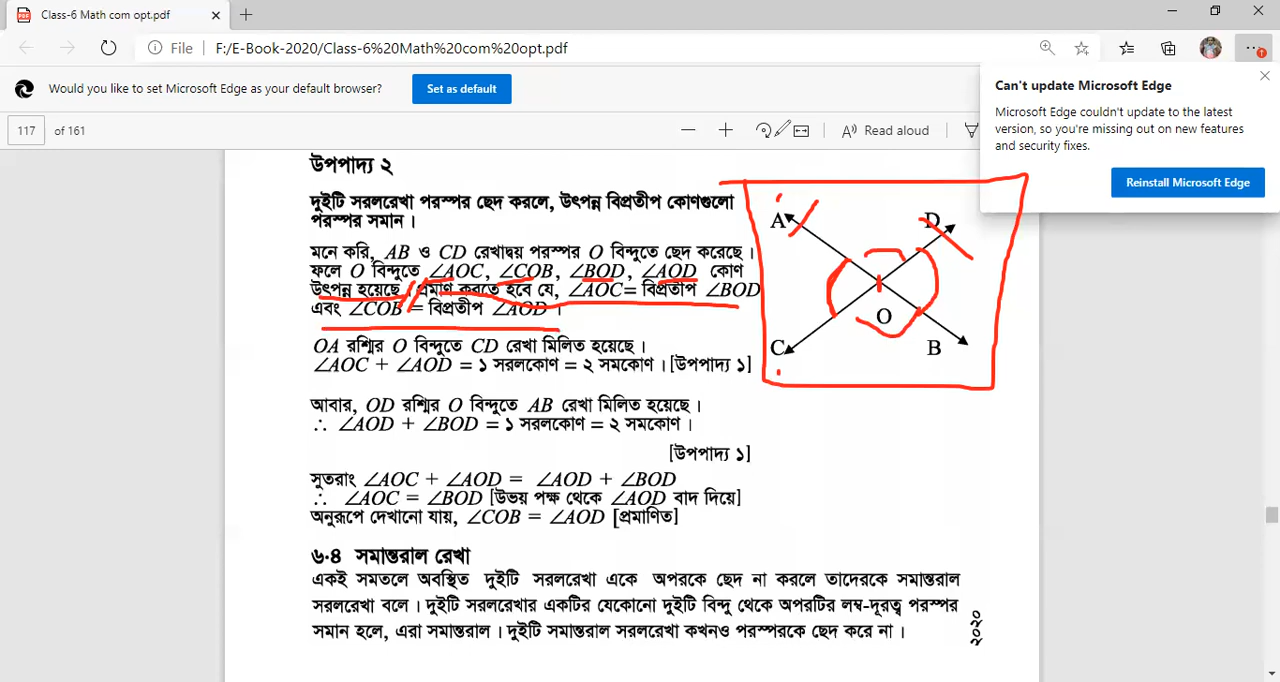 Class-6 Math com opt.pdf
File F:/E-Book-2020/Class-6%20Math%20com%20opt.pdf
Would you like to set Microsoft Edge as your default browser? Set as default
Can't update Microsoft Edge
Microsoft Edge couldn't update to the latest
version, so you're missing out on new features
and security fixes.
Reinstall Microsoft Edge
117 of 161
Read aloud
উপপাদ্য ২
দুইটি সরলরেখা পরস্পর ছেদ করলে, উৎপন্ন বিপ্রতীপ কোণগুলো
পরস্পর সমান।
মনে করি, AB ও CD রেখাদ্বয় পরস্পর O বিন্দুতে ছেদ করেছে।
ফলে O বিন্দুতে ∠AOC, ∠COB, ∠BOD, ∠AOD কোণ
উৎপন্ন হয়েছে। প্রমাণ করতে হবে যে, ∠AOC= বিপ্রতীপ ∠BOD
এবং ∠COB = বিপ্রতীপ ∠AOD।
A
D
O
C
B
OA রশ্মির O বিন্দুতে CD রেখা মিলিত হয়েছে।
∠AOC + ∠AOD = ১ সরলকোণ = ২ সমকোণ। [উপপাদ্য ১]
আবার, OD রশ্মির O বিন্দুতে AB রেখা মিলিত হয়েছে।
∴ ∠AOD + ∠BOD = ১ সরলকোণ = ২ সমকোণ।
[উপপাদ্য ১]
সুতরাং ∠AOC + ∠AOD = ∠AOD + ∠BOD
∴ ∠AOC = ∠BOD [উভয় পক্ষ থেকে ∠AOD বাদ দিয়ে]
অনুরূপে দেখানো যায়, ∠COB = ∠AOD [প্রমাণিত]
৬·৪ সমান্তরাল রেখা
একই সমতলে অবস্থিত দুইটি সরলরেখা একে অপরকে ছেদ না করলে তাদেরকে সমান্তরাল
সরলরেখা বলে। দুইটি সরলরেখার একটির যেকোনো দুইটি বিন্দু থেকে অপরটির লম্ব-দূরত্ব পরস্পর
সমান হলে, এরা সমান্তরাল। দুইটি সমান্তরাল সরলরেখা কখনও পরস্পরকে ছেদ করে না।
২০২০